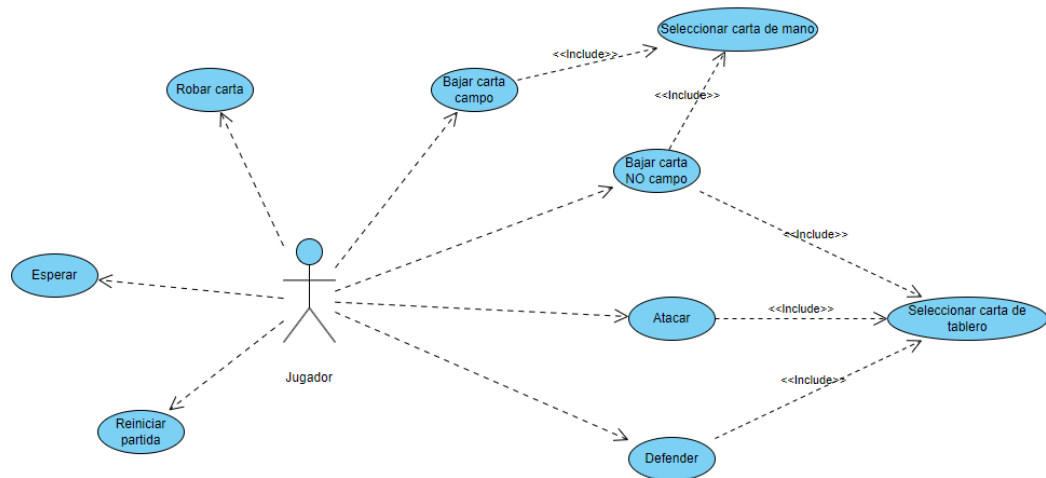 Seleccionar carta de mano
<<Include>>
Robar carta
Bajar carta
campo
<<Include>>
Bajar carta
NO campo
<<Include>>
Esperar
Atacar
<<Include>>
Seleccionar carta de
tablero
Jugador
<<Include>>
Reiniciar
partida
Defender